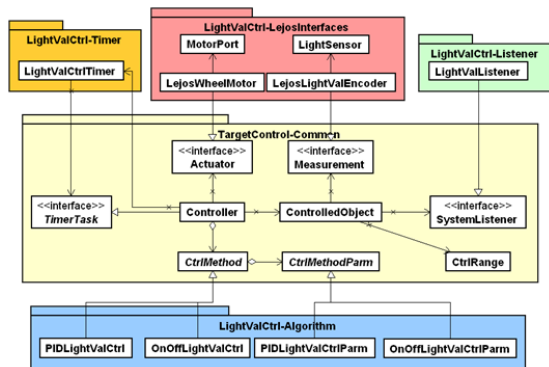 LightValCtrl-Timer
LightValCtrlTimer
LightValCtrl-LejosInterfaces
MotorPort
LightSensor
LejosWheelMotor
LejosLightValEncoder
LightValCtrl-Listener
LightValListener
TargetControl-Common
<<interface>>
Actuator
<<interface>>
Measurement
<<interface>>
TimerTask
Controller
ControlledObject
<<interface>>
SystemListener
CtrlMethod
CtrlMethodParm
CtrlRange
LightValCtrl-Algorithm
PIDLightValCtrl
OnOffLightValCtrl
PIDLightValCtrlParm
OnOffLightValCtrlParm